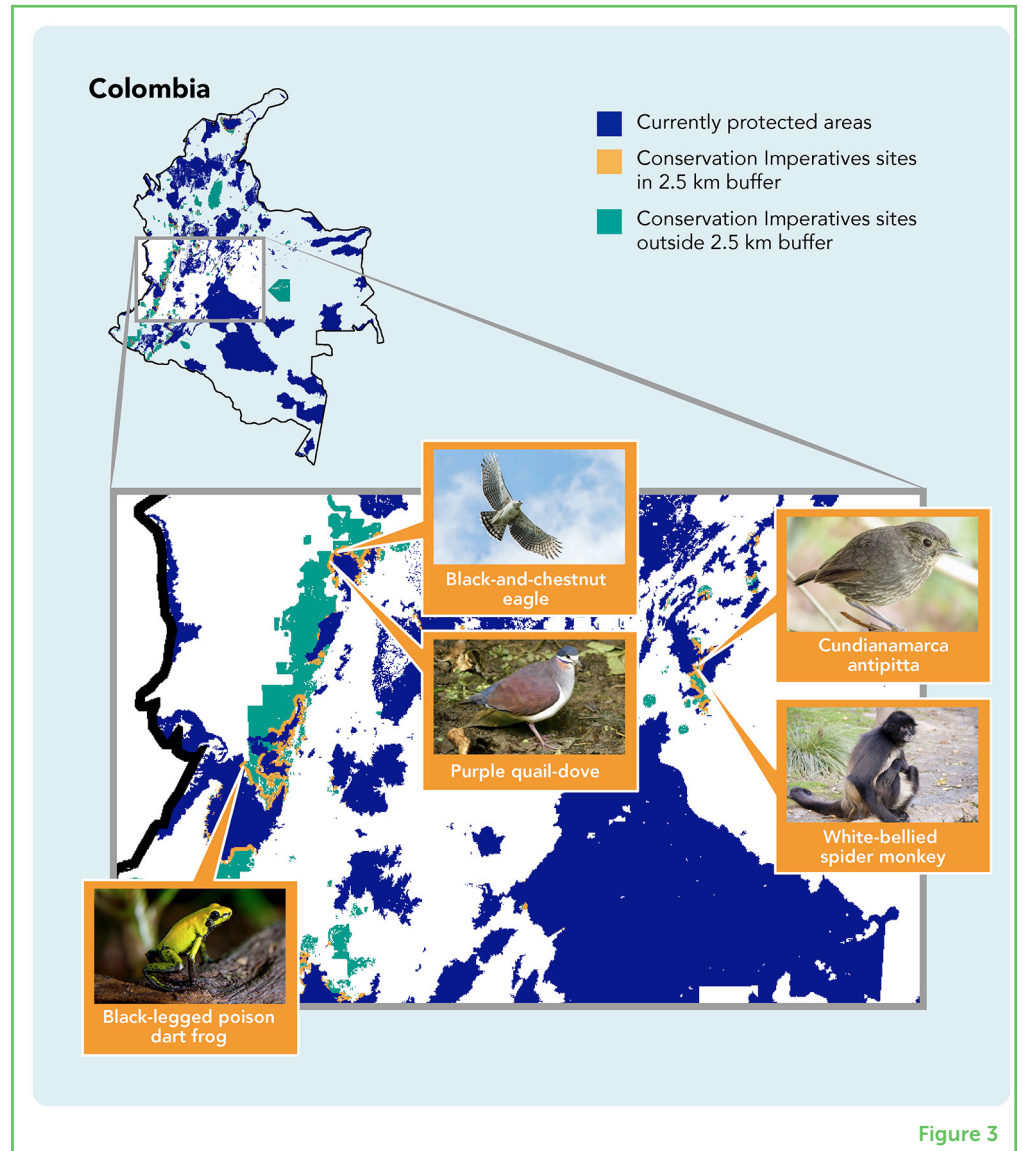 Colombia
Currently protected areas
Conservation Imperatives sites
in 2.5 km buffer
Conservation Imperatives sites
outside 2.5 km buffer
Black-and-chestnut
eagle
Cundianamarca
antipitta
Purple quail-dove
White-bellied
spider monkey
Black-legged poison
dart frog
Figure 3